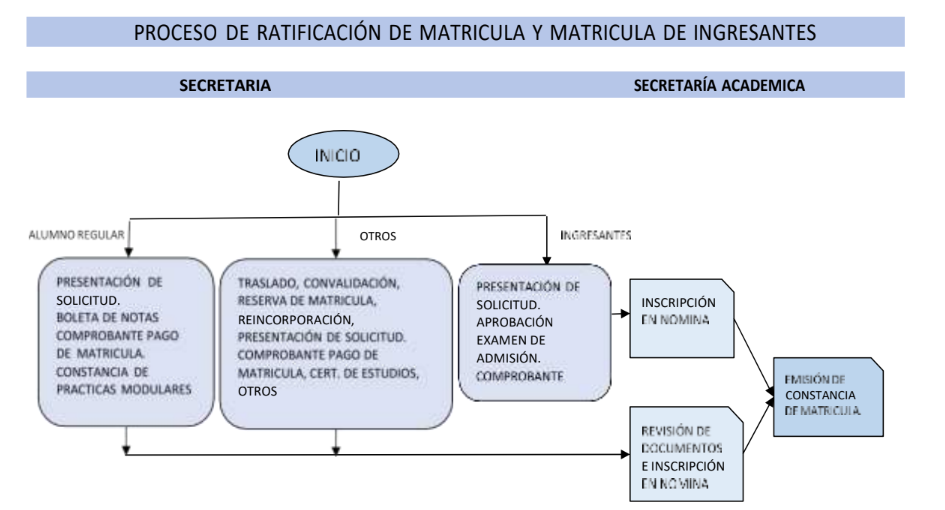 PROCESO DE RATIFICACIÓN DE MATRICULA Y MATRICULA DE INGRESANTES
SECRETARIA
SECRETARÍA ACADEMICA
INICIO
ALUMNO REGULAR
OTROS
INGRESANTES
PRESENTACIÓN DE
SOLICITUD.
BOLETA DE NOTAS
COMPROBANTE PAGO
DE MATRICULA.
CONSTANCIA DE
PRACTICAS MODULARES
TRASLADO, CONVALIDACIÓN,
RESERVA DE MATRICULA,
REINCORPORACIÓN,
PRESENTACIÓN DE SOLICITUD.
COMPROBANTE PAGO DE
MATRICULA, CERT. DE ESTUDIOS,
OTROS
PRESENTACIÓN DE
SOLICITUD.
APROBACIÓN
EXAMEN DE
ADMISIÓN.
COMPROBANTE
INSCRIPCIÓN
EN NOMINA
REVISIÓN DE
DOCUMENTOS
E INSCRIPCIÓN
EN NOMINA
EMISIÓN DE
CONSTANCIA
DE MATRICULA.